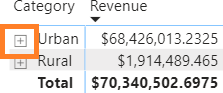 Category Revenue
Urban $68,426,013.2325
Rural $1,914,489.465
Total $70,340,502.6975